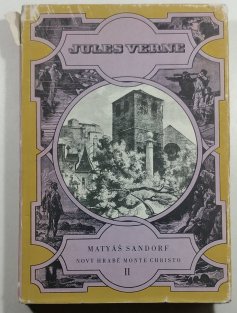 JULES VERNE
MATYÁŠ SANDORF
NOVÝ HRABĚ MONTE CHRISTO
II